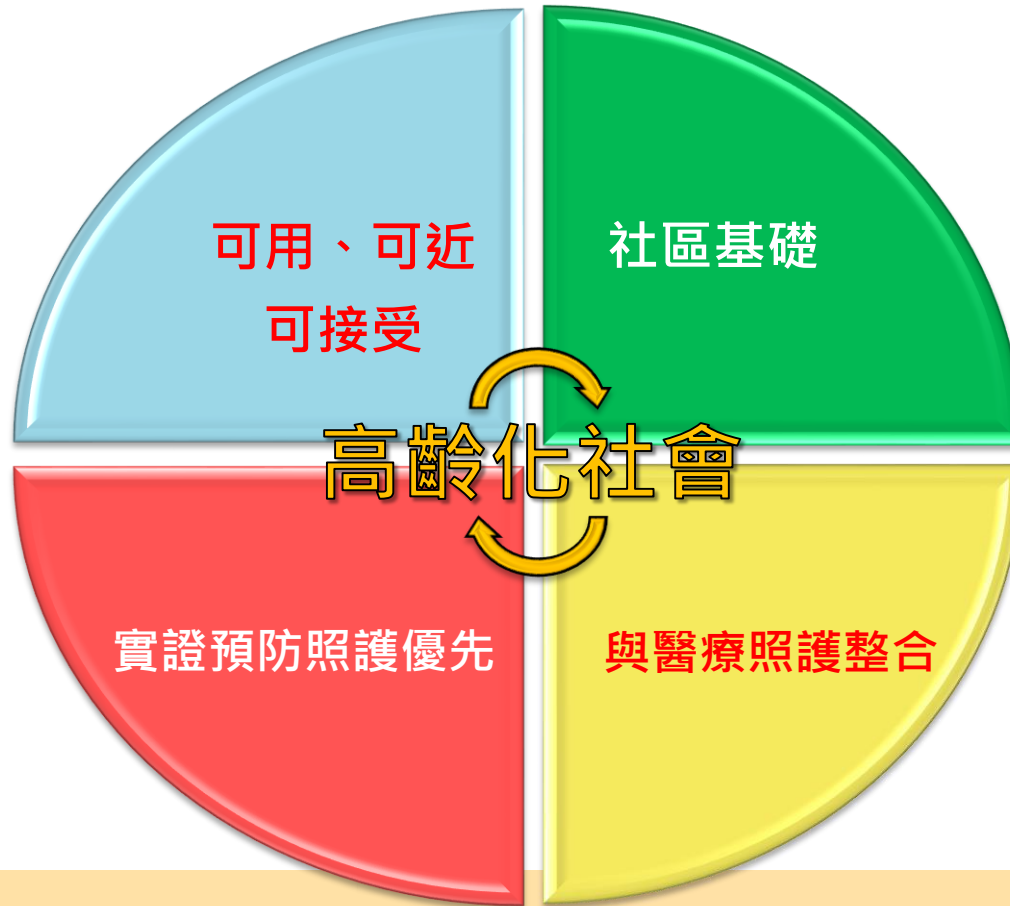 可用、可近
可接受
社區基礎
高齡化社會
實證預防照護優先
與醫療照護整合